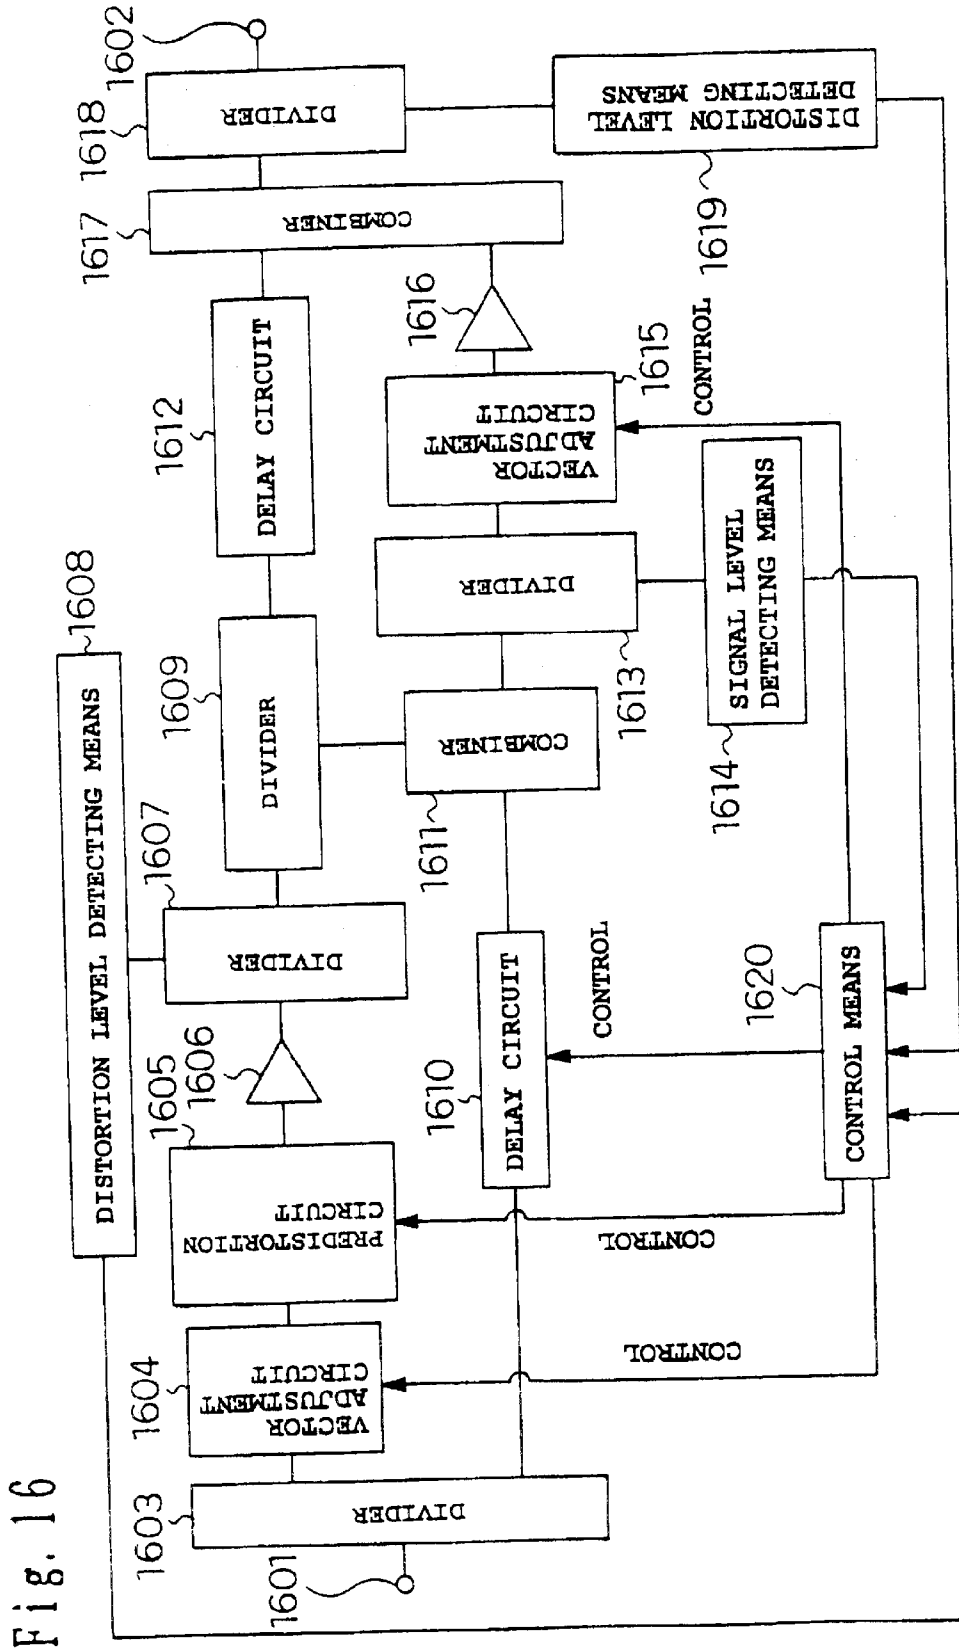 Fig. 16
1601
1603
DIVIDER
1604
VECTOR
ADJUSTMENT
CIRCUIT
1605
PREDISTORTION
CIRCUIT
1606
1607
DIVIDER
1608
DISTORTION LEVEL DETECTING MEANS
1609
DIVIDER
1612
DELAY CIRCUIT
1617
COMBINER
1618
DIVIDER
1602
1610
DELAY CIRCUIT
1611
COMBINER
1613
DIVIDER
1615
VECTOR
ADJUSTMENT
CIRCUIT
1616
1614
SIGNAL LEVEL
DETECTING MEANS
1619
DISTORTION LEVEL
DETECTING MEANS
CONTROL
CONTROL
CONTROL
CONTROL
1620
CONTROL MEANS